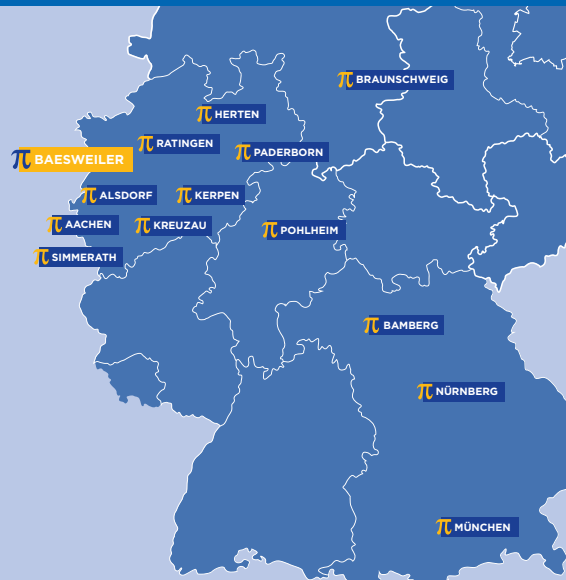 π BRAUNSCHWEIG
π HERTEN
π RATINGEN
π PADERBORN
π BAESWEILER
π ALSDORF
π KERPEN
π AACHEN
π KREUZAU
π POHLHEIM
π SIMMERATH
π BAMBERG
π NÜRNBERG
π MÜNCHEN